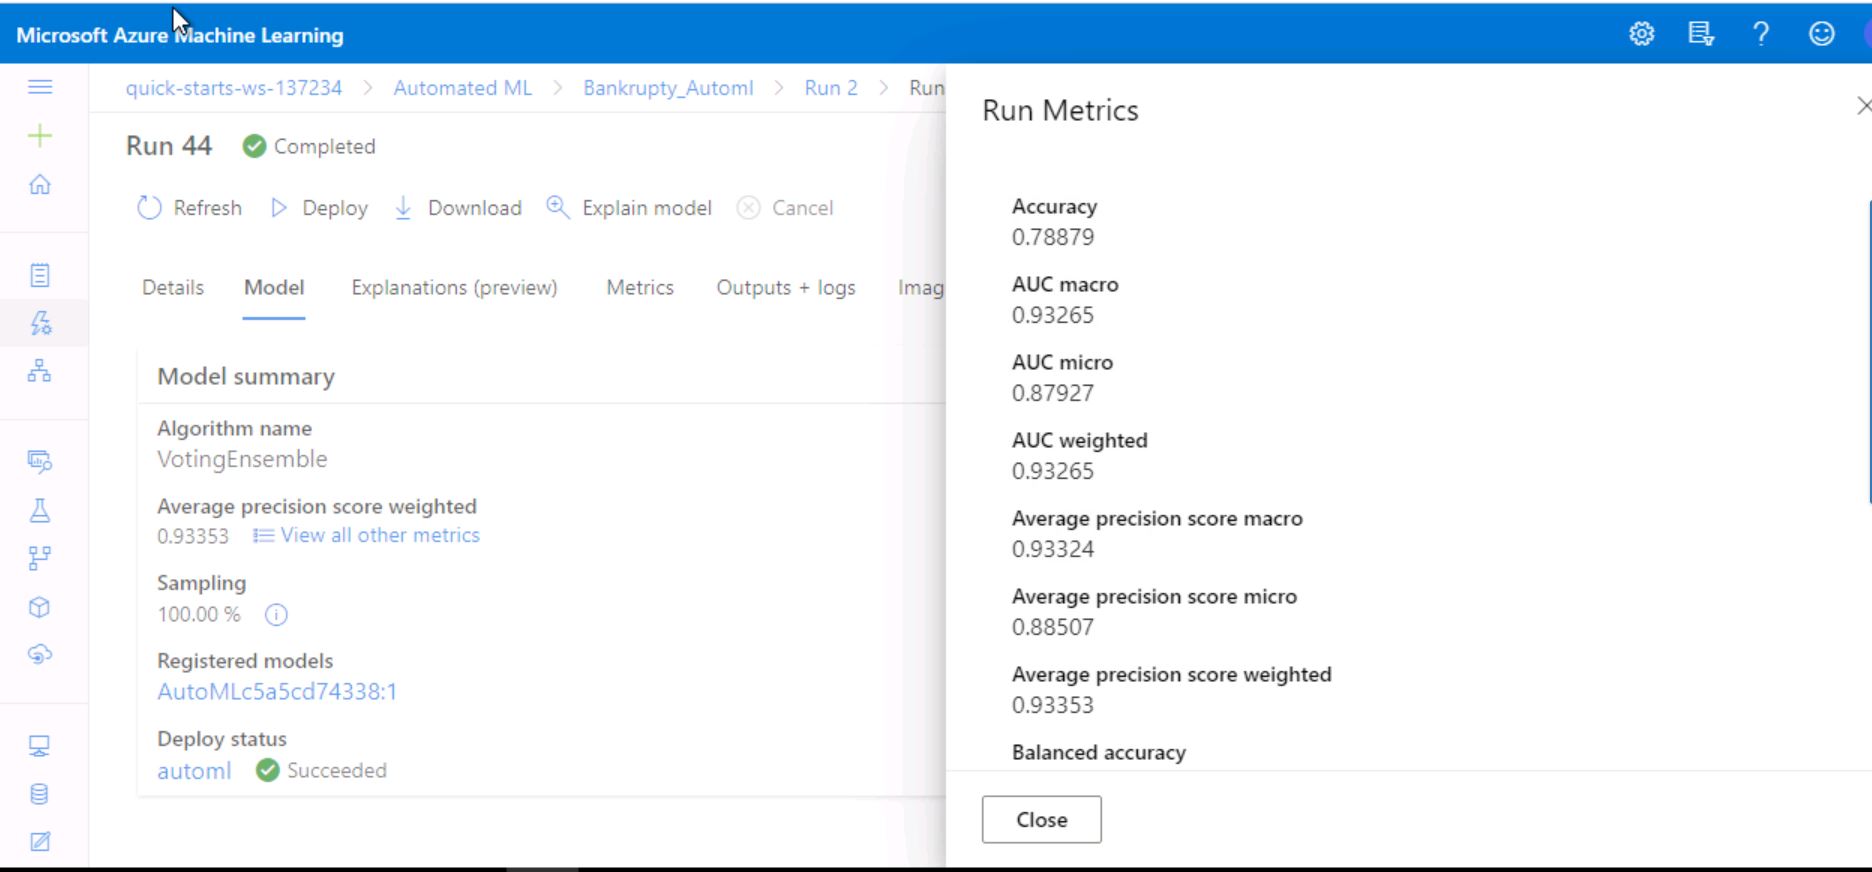 Microsoft Azure Machine Learning
quick-starts-ws-137234 > Automated ML > Bankrupty_Automl > Run 2 > Run
Run 44 Completed
Refresh Deploy Download Explain model Cancel
Details Model Explanations (preview) Metrics Outputs + logs Imag
Model summary
Algorithm name
VotingEnsemble
Average precision score weighted
0.93353 View all other metrics
Sampling
100.00 %
Registered models
AutoMLc5a5cd74338:1
Deploy status
automl Succeeded
Run Metrics
Accuracy
0.78879
AUC macro
0.93265
AUC micro
0.87927
AUC weighted
0.93265
Average precision score macro
0.93324
Average precision score micro
0.88507
Average precision score weighted
0.93353
Balanced accuracy
Close